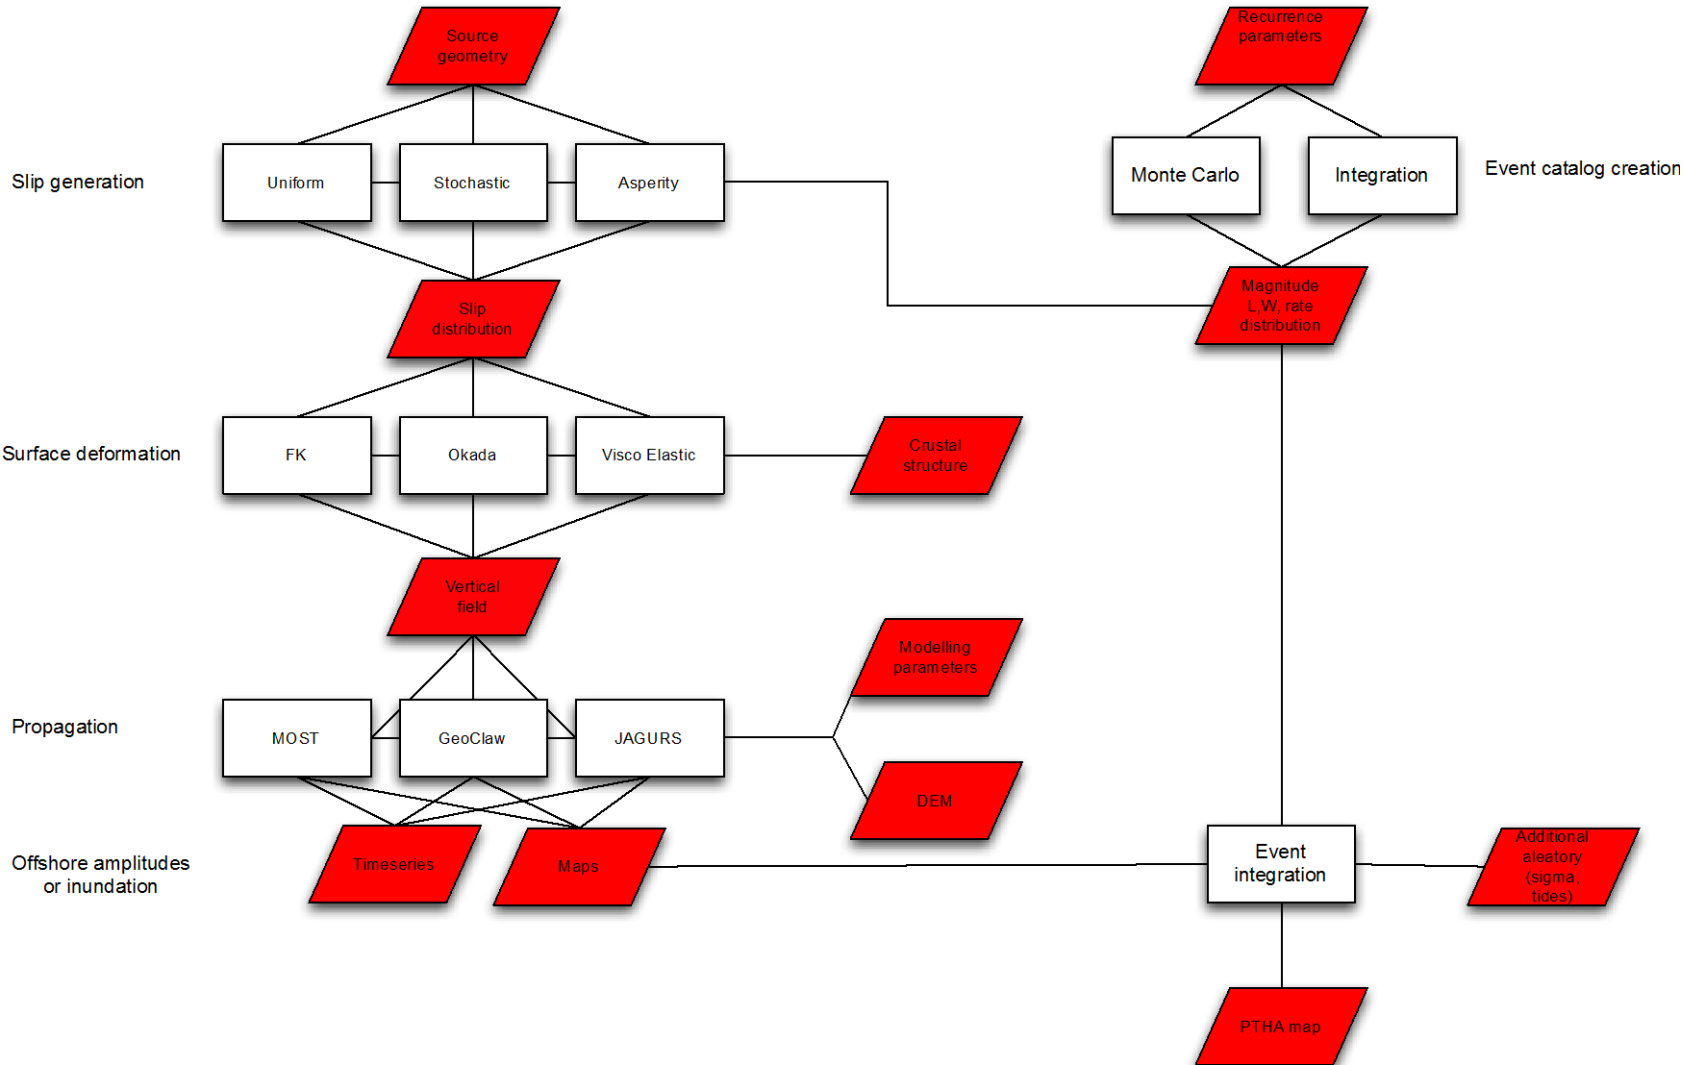 Source
geometry
Recurrence
parameters
Slip generation
Uniform
Stochastic
Asperity
Monte Carlo
Integration
Event catalog creation
Slip
distribution
Magnitude
L,W, rate
distribution
Surface deformation
FK
Okada
Visco Elastic
Crustal
structure
Vertical
field
Modelling
parameters
Propagation
MOST
GeoClaw
JAGURS
DEM
Offshore amplitudes
or inundation
Timeseries
Maps
Event
integration
Additional
aleatory
(sigma,
tides)
PTHA map